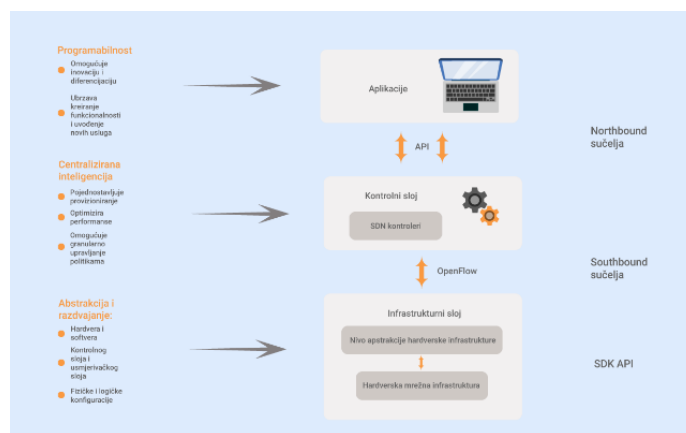 Programabilnost
Omogućuje
inovaciju i
diferencijaciju
Ubrzava
kreiranje
funkcionalnosti
i uvođenje
novih usluga
Aplikacije
API
Northbound
sučelja
Centralizirana
inteligencija
Pojednostavljuje
provizioniranje
Optimizira
performanse
Omogućuje
granularno
upravljanje
politikama
Kontrolni sloj
SDN kontroleri
OpenFlow
Southbound
sučelja
Abstrakcija i
razdvajanje:
Hardvera i
softvera
Kontrolnog
sloja i
usmjerivačkog
sloja
Fizičke i logičke
konfiguracije
Infrastrukturni sloj
Nivo apstrakcije hardverske infrastrukture
Hardverska mrežna infrastruktura
SDK API